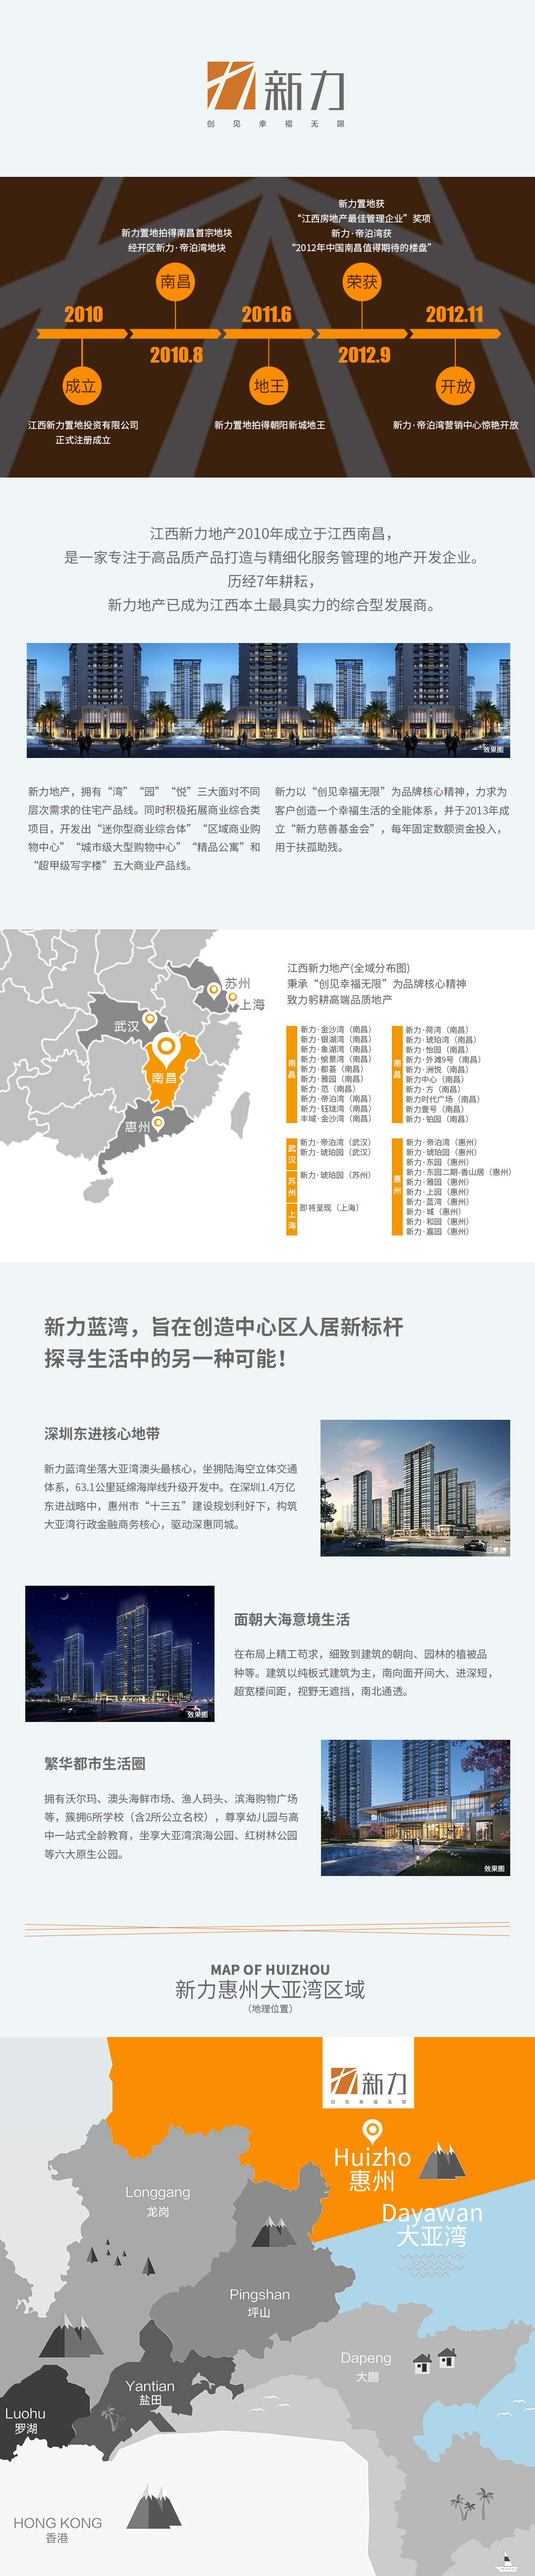 新力
创见幸福无限
新力置地获
“江西房地产最佳管理企业”奖项
新力·帝泊湾获
“2012年中国南昌值得期待的楼盘”
新力置地拍得南昌首宗地块
经开区新力·帝泊湾地块
南昌
荣获
2010
2011.6
2012.11
2010.8
2012.9
成立
地王
开放
江西新力置地投资有限公司
正式注册成立
新力置地拍得朝阳新城地王
新力·帝泊湾营销中心惊艳开放
江西新力地产2010年成立于江西南昌，
是一家专注于高品质产品打造与精细化服务管理的地产开发企业。
历经7年耕耘，
新力地产已成为江西本土最具实力的综合型发展商。
效果图
新力地产，拥有“湾”“园”“悦”三大面对不同
层次需求的住宅产品线。同时积极拓展商业综合类
项目，开发出“迷你型商业综合体”“区域商业购
物中心”“城市级大型购物中心”“精品公寓”和
“超甲级写字楼”五大商业产品线。
新力以“创见幸福无限”为品牌核心精神，力求为
客户创造一个幸福生活的全能体系，并于2013年成
立“新力慈善基金会”，每年固定数额资金投入，
用于扶孤助残。
苏州
上海
武汉
南昌
惠州
江西新力地产(全域分布图)
秉承“创见幸福无限”为品牌核心精神
致力躬耕高端品质地产
南昌
新力·金沙湾（南昌）
新力·银湖湾（南昌）
新力·象湖湾（南昌）
新力·愉景湾（南昌）
新力·都荟（南昌）
新力·雅园（南昌）
新力·范（南昌）
新力·帝泊湾（南昌）
新力·钰珑湾（南昌）
丰城·金沙湾（南昌）
南昌
新力·荷湾（南昌）
新力·琥珀湾（南昌）
新力·怡园（南昌）
新力·外滩9号（南昌）
新力·洲悦（南昌）
新力中心（南昌）
新力·方（南昌）
新力时代广场（南昌）
新力壹号（南昌）
新力·铂园（南昌）
武汉
新力·帝泊湾（武汉）
新力·琥珀园（武汉）
苏州
新力·琥珀园（苏州）
上海
即将呈现（上海）
惠州
新力·帝泊湾（惠州）
新力·琥珀园（惠州）
新力·东园（惠州）
新力·东园二期-香山居（惠州）
新力·雅园（惠州）
新力·上园（惠州）
新力·蓝湾（惠州）
新力·城（惠州）
新力·和园（惠州）
新力·嘉园（惠州）
新力蓝湾，旨在创造中心区人居新标杆
探寻生活中的另一种可能！
深圳东进核心地带
新力蓝湾坐落大亚湾澳头最核心，坐拥陆海空立体交通
体系，63.1公里延绵海岸线升级开发中。在深圳1.4万亿
东进战略中，惠州市“十三五”建设规划利好下，构筑
大亚湾行政金融商务核心，驱动深惠同城。
效果图
效果图
面朝大海意境生活
在布局上精工苟求，细致到建筑的朝向、园林的植被品
种等。建筑以纯板式建筑为主，南向面开间大、进深短，
超宽楼间距，视野无遮挡，南北通透。
繁华都市生活圈
拥有沃尔玛、澳头海鲜市场、渔人码头、滨海购物广场
等，簇拥6所学校（含2所公立名校），尊享幼儿园与高
中一站式全龄教育，坐享大亚湾滨海公园、红树林公园
等六大原生公园。
效果图
MAP OF HUIZHOU
新力惠州大亚湾区域
（地理位置）
新力
创见幸福无限
Huizho
惠州
Longgang
龙岗
Dayawan
大亚湾
Pingshan
坪山
Dapeng
大鹏
Yantian
盐田
Luohu
罗湖
HONG KONG
香港